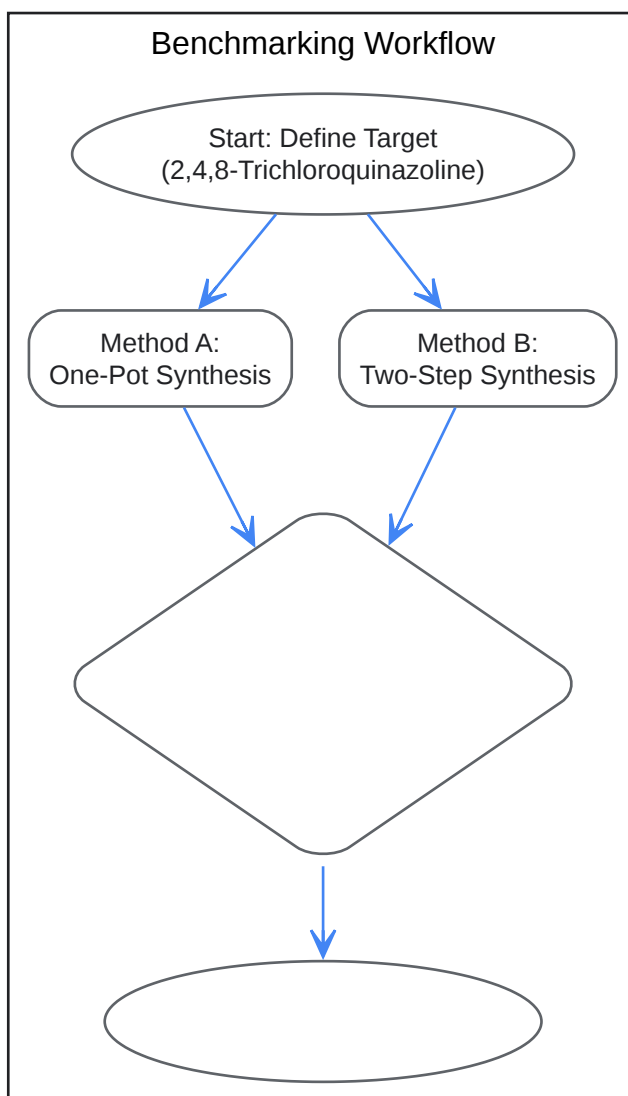 Benchmarking Workflow
Start: Define Target
(2,4,8-Trichloroquinazoline)
Method A:
One-Pot Synthesis
Method B:
Two-Step Synthesis